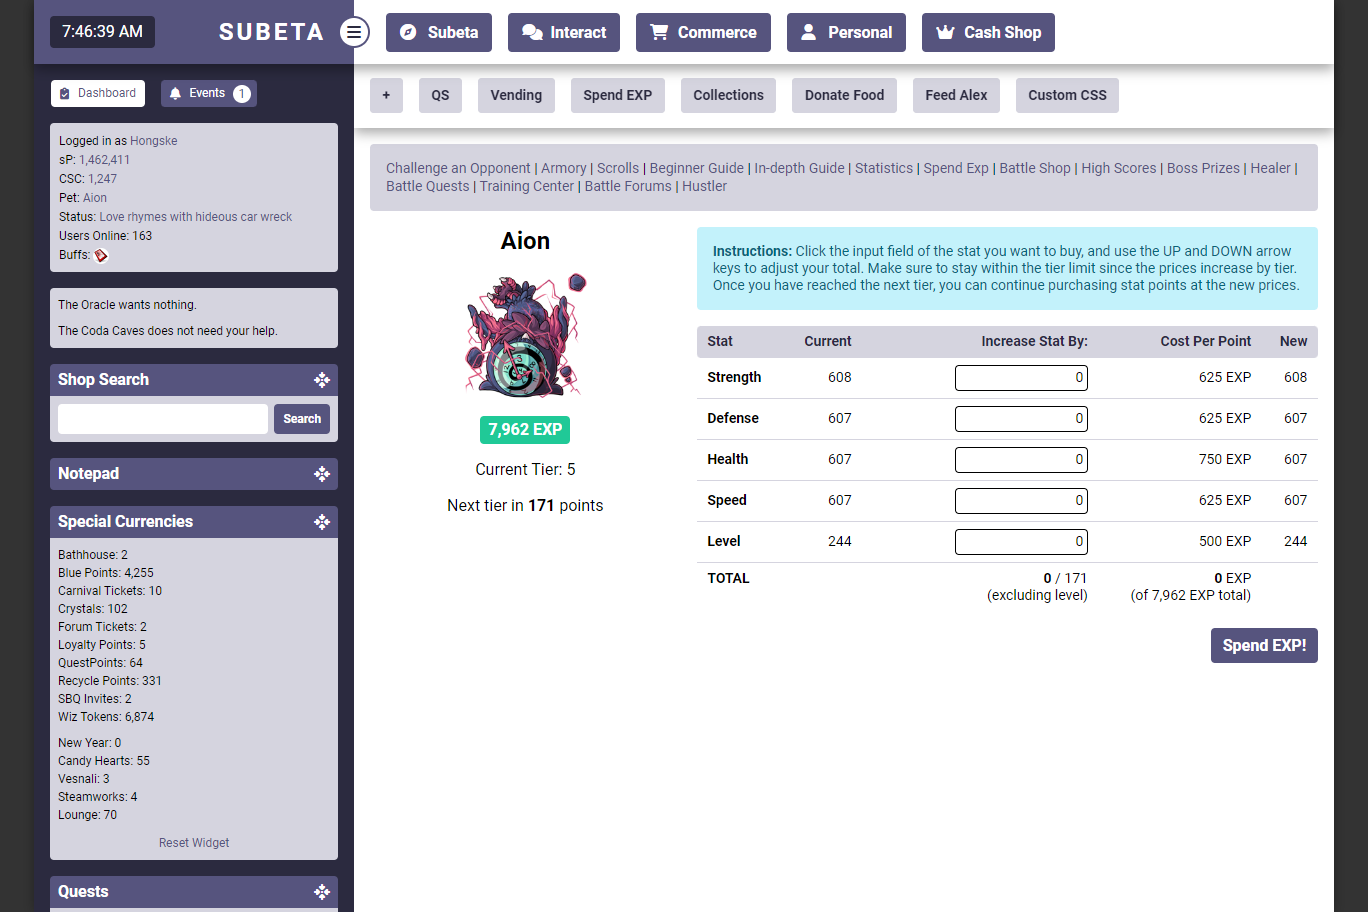 7:46:39 AM
SUBETA
Subeta
Interact
Commerce
Personal
Cash Shop
Dashboard
Events 1
+
QS
Vending
Spend EXP
Collections
Donate Food
Feed Alex
Custom CSS
Logged in as Hongske
sP: 1,462,411
CSC: 1,247
Pet: Aion
Status: Love rhymes with hideous car wreck
Users Online: 163
Buffs:
The Oracle wants nothing.
The Coda Caves does not need your help.
Shop Search
Search
Notepad
Special Currencies
Bathhouse: 2
Blue Points: 4,255
Carnival Tickets: 10
Crystals: 102
Forum Tickets: 2
Loyalty Points: 5
QuestPoints: 64
Recycle Points: 331
SBQ Invites: 2
Wiz Tokens: 6,874
New Year: 0
Candy Hearts: 55
Vesnali: 3
Steamworks: 4
Lounge: 70
Reset Widget
Quests
Challenge an Opponent | Armory | Scrolls | Beginner Guide | In-depth Guide | Statistics | Spend Exp | Battle Shop | High Scores | Boss Prizes | Healer |
Battle Quests | Training Center | Battle Forums | Hustler
Aion
7,962 EXP
Current Tier: 5
Next tier in 171 points
Instructions: Click the input field of the stat you want to buy, and use the UP and DOWN arrow
keys to adjust your total. Make sure to stay within the tier limit since the prices increase by tier.
Once you have reached the next tier, you can continue purchasing stat points at the new prices.
Stat Current Increase Stat By: Cost Per Point New
Strength 608 0 625 EXP 608
Defense 607 0 625 EXP 607
Health 607 0 750 EXP 607
Speed 607 0 625 EXP 607
Level 244 0 500 EXP 244
TOTAL 0 / 171 0 EXP
(excluding level) (of 7,962 EXP total)
Spend EXP!